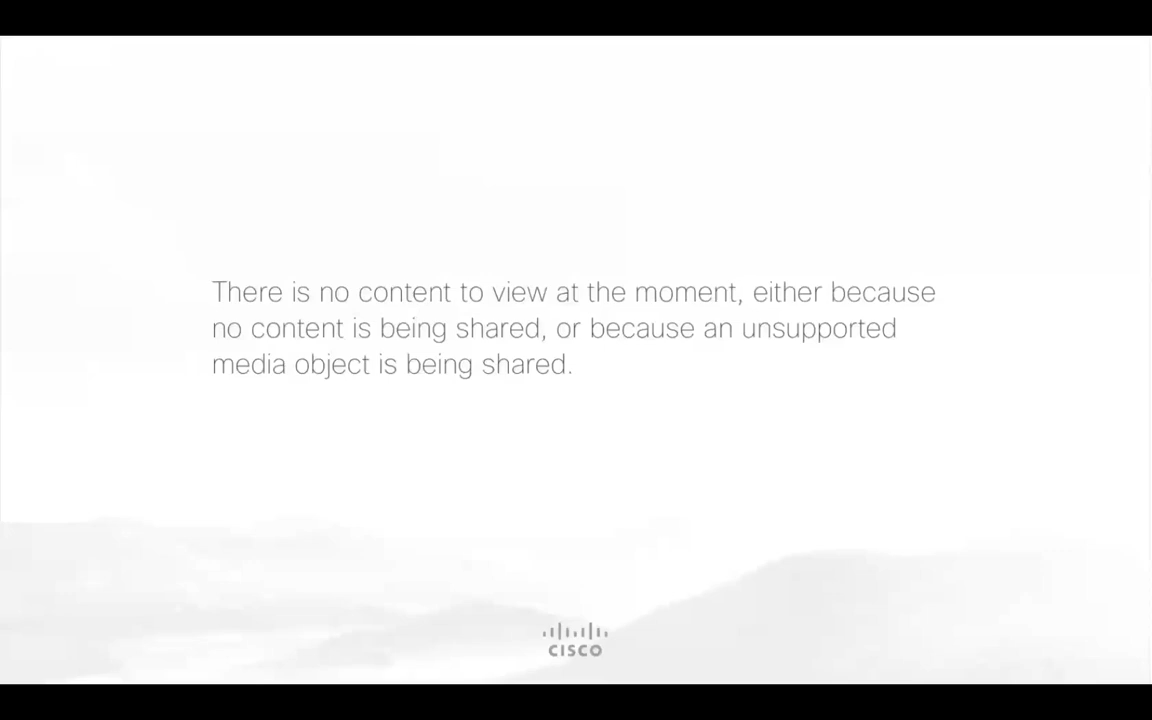 There is no content to view at the moment, either because
no content is being shared, or because an unsupported
media object is being shared.
CISCO